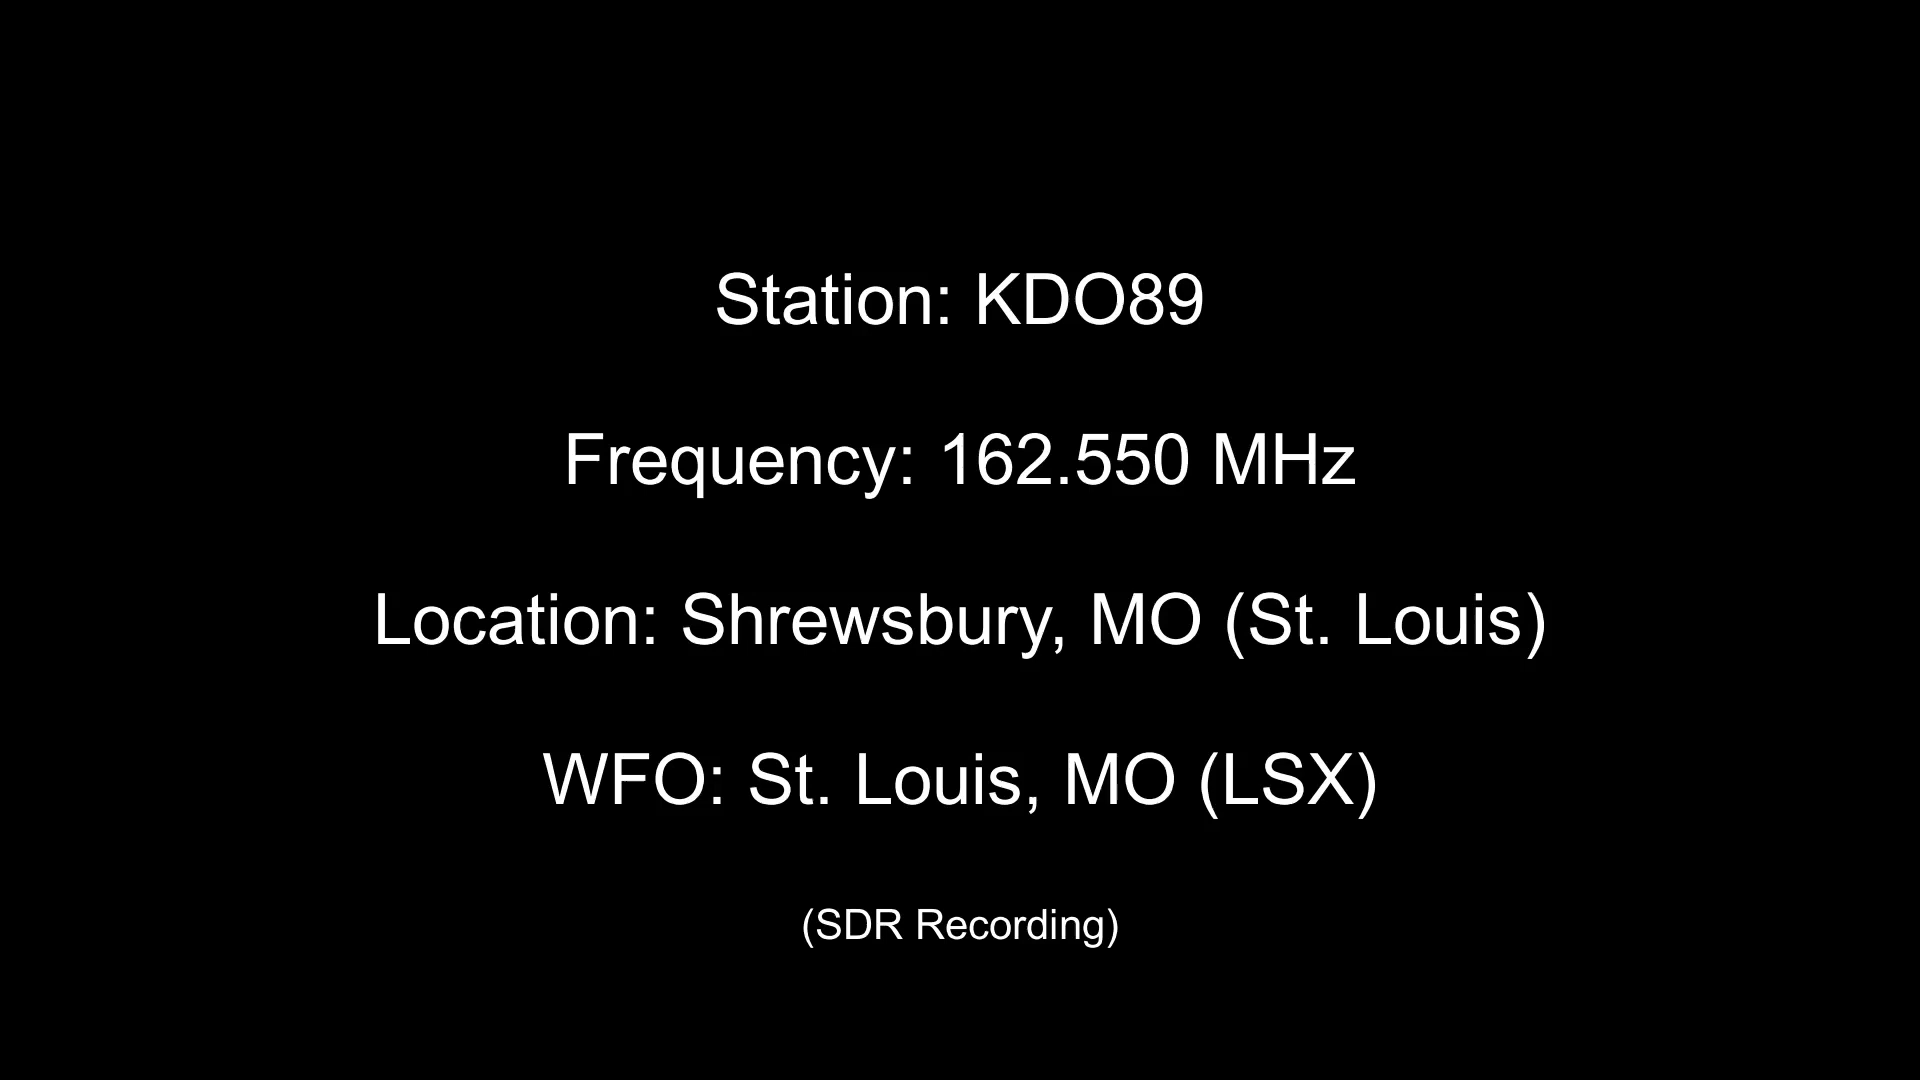 Station: KDO89
Frequency: 162.550 MHz
Location: Shrewsbury, MO (St. Louis)
WFO: St. Louis, MO (LSX)
(SDR Recording)